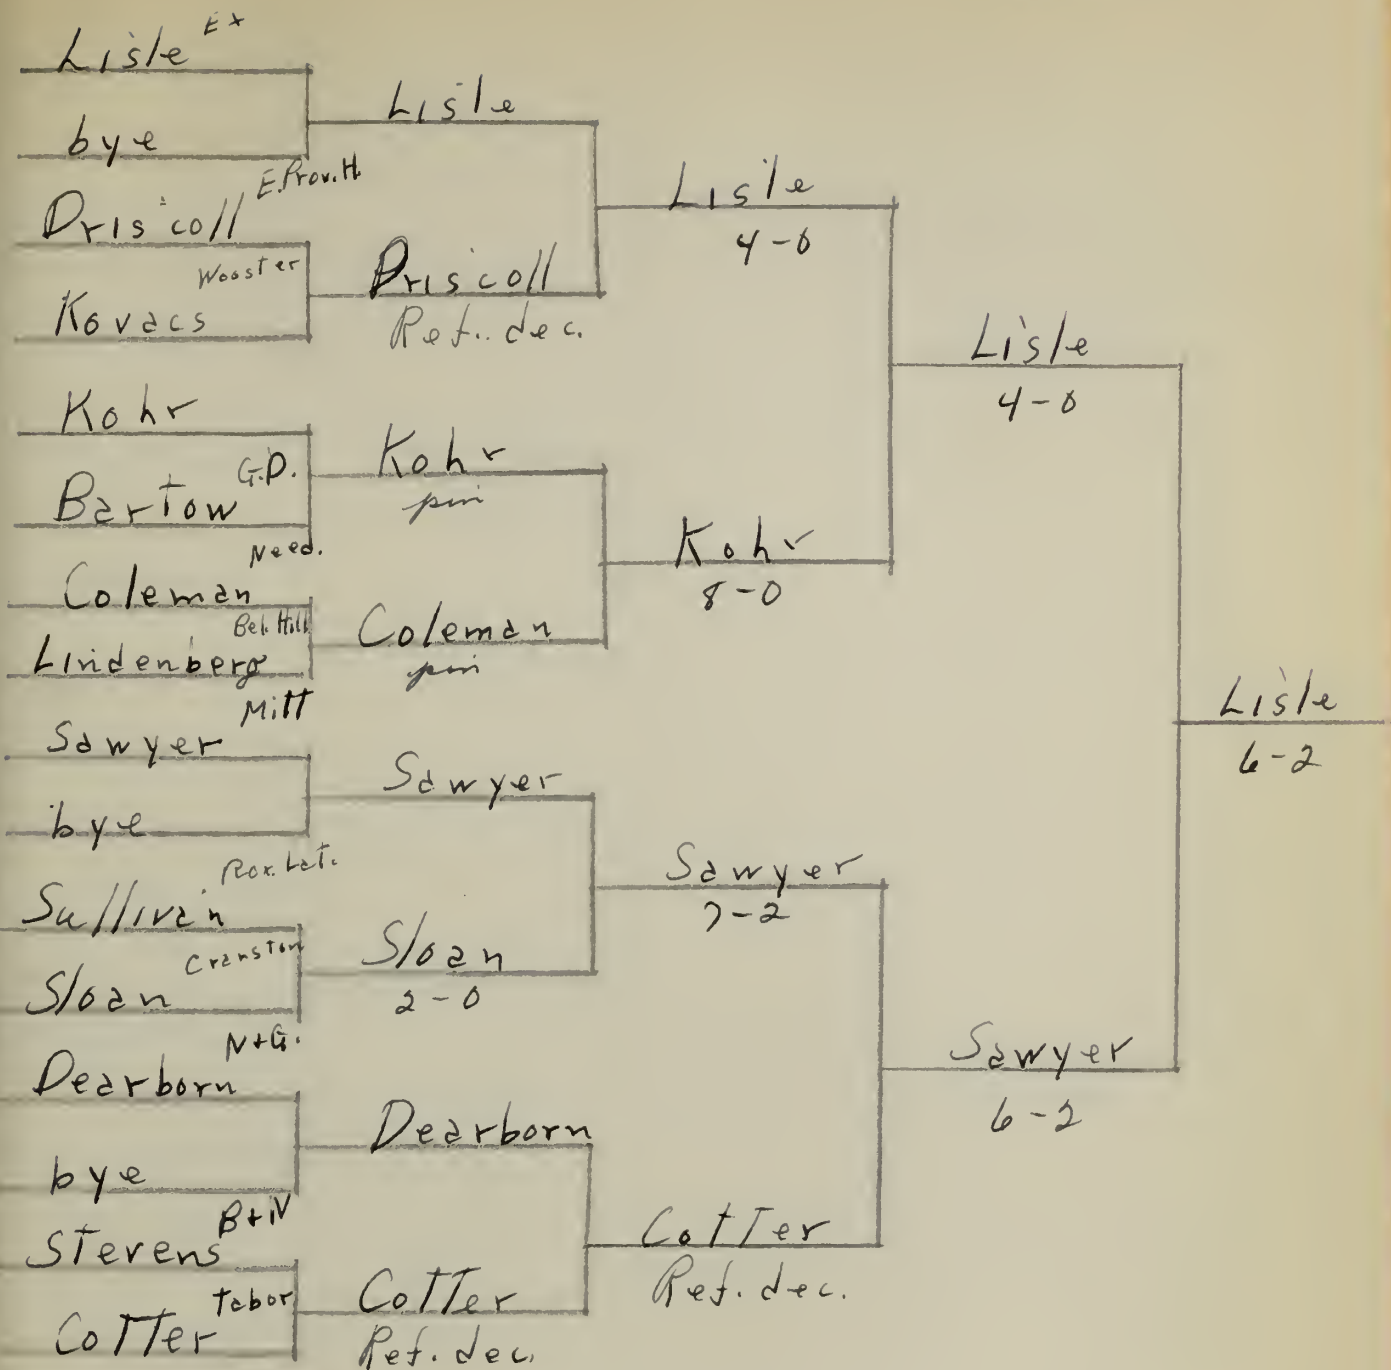 Lisle Ex
bye
E. Prov. H.
Driscoll
Wooster
Kovacs
Kohr
G.D.
Bartow
Need.
Coleman
Bel. Hill
Lindenberg
Mitt
Sawyer
bye
Rox. Lat.
Sullivan
Cranston
Sloan
N+G.
Dearborn
bye
B+N
Stevens
Tabor
Cotter
Lisle
Driscoll
Ref. dec.
Kohr
pin
Coleman
pin
Sawyer
Sloan
2-0
Dearborn
Cotter
Ref. dec.
Lisle
4-0
Kohr
8-0
Sawyer
7-2
Cotter
Ref. dec.
Lisle
4-0
Sawyer
6-2
Lisle
6-2